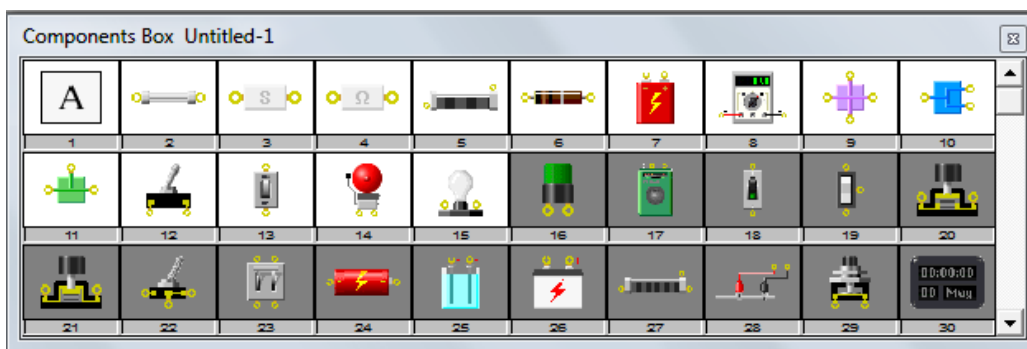 Components Box Untitled-1
A S Ω
1 2 3 4 5 6 7 8 9 10
11 12 13 14 15 16 17 18 19 20
00:00:00
00 May
21 22 23 24 25 26 27 28 29 30